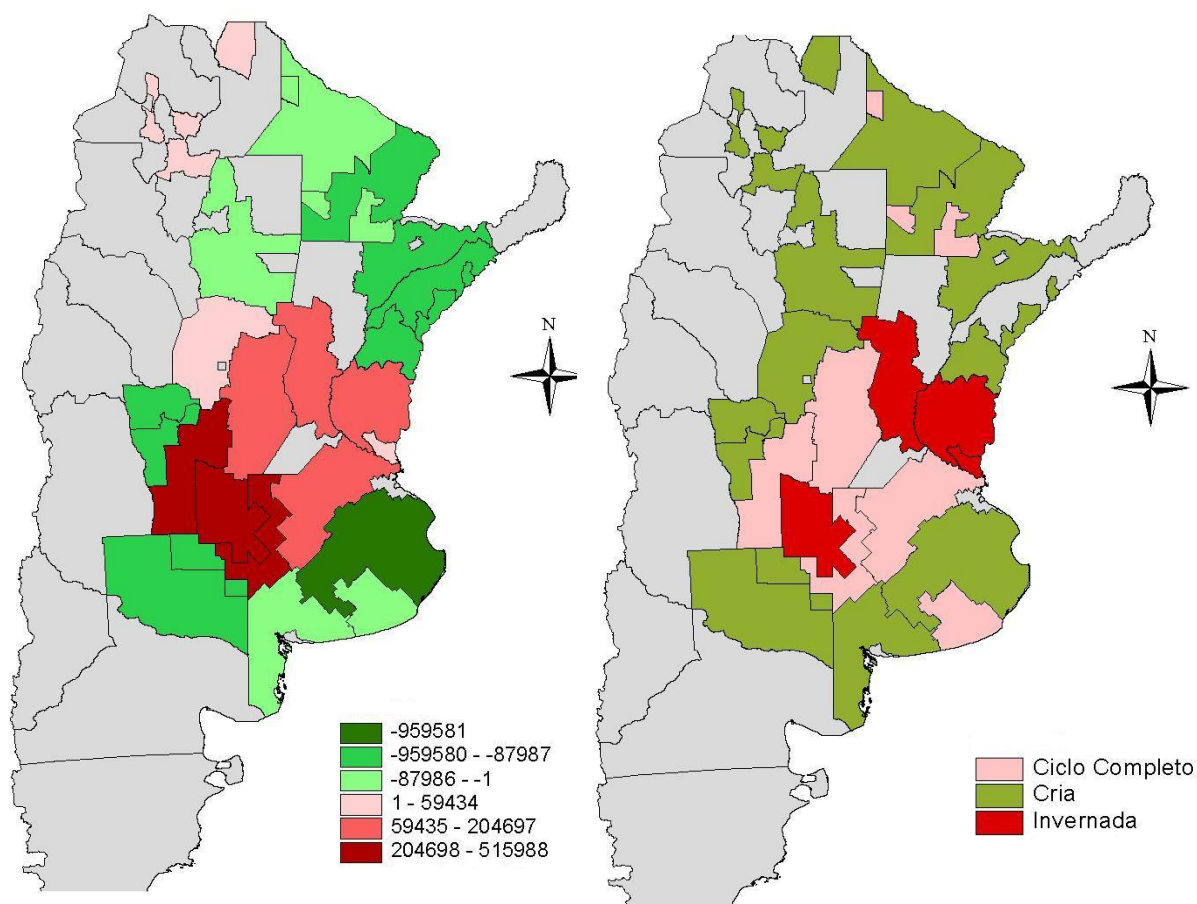 N
-959581
-959580 - -87987
-87986 - -1
1 - 59434
59435 - 204697
204698 - 515988
N
Ciclo Completo
Cria
Invernada